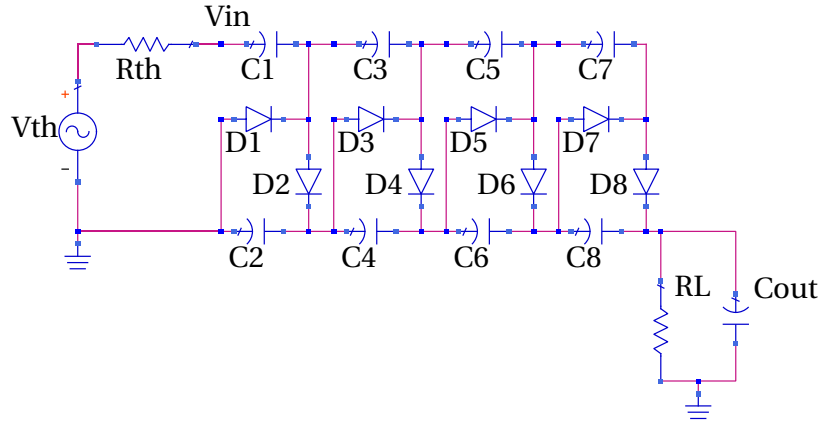 Vin
Rth C1 C3 C5 C7
+
Vth
-
D1 D3 D5 D7
D2 D4 D6 D8
C2 C4 C6 C8
RL Cout